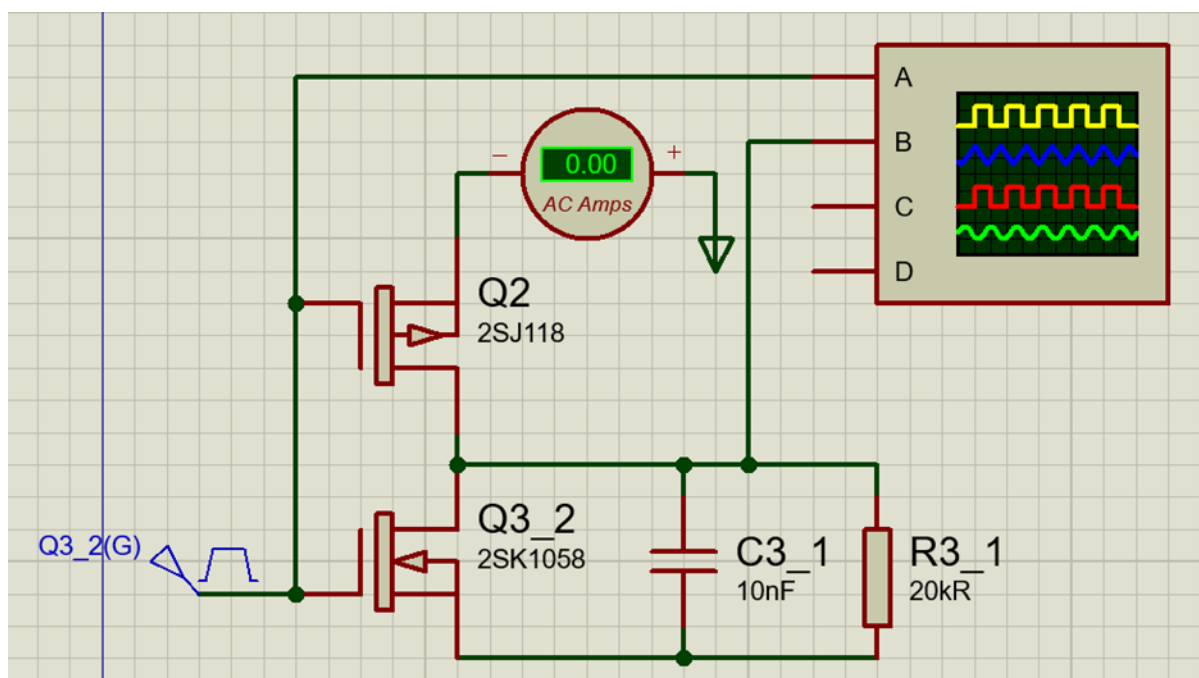 A
B
C
D
− +
0.00
AC Amps
Q2
2SJ118
Q3_2(G)
Q3_2
2SK1058
C3_1
10nF
R3_1
20kR